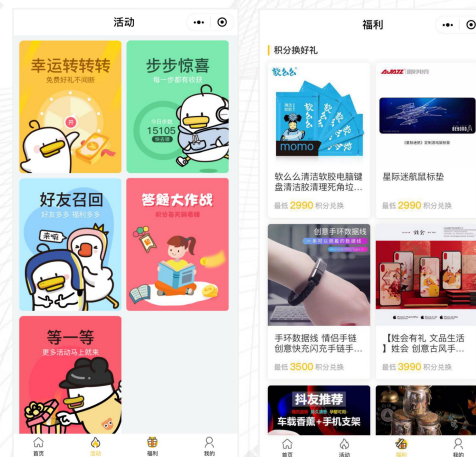 活动
幸运转转转
免费好礼不间断
步步惊喜
每一步都有收获
今日步数
15105
好友召回
好友多多 福利多多
来啦
答题大作战
等一等
更多活动马上就来
首页
活动
福利
我的
福利
积分换好礼
软么么
momo
软么么清洁软胶电脑键
盘清洁胶清理死角垃...
最低 2990 积分兑换
星际迷航鼠标垫
最低 2990 积分兑换
创意手环数据线
手环数据线 情侣手链
创意快充闪充手链手...
最低 3500 积分兑换
【姓会有礼 文品生活
】姓会 创意古风手...
最低 3990 积分兑换
抖友推荐
车载香薰+手机支架
首页
活动
福利
我的